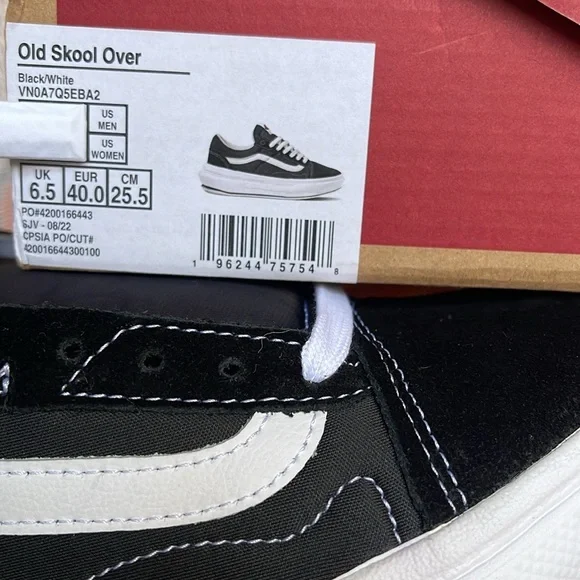 Old Skool Over
Black/White
VN0A7Q5EBA2
US
MEN
US
WOMEN
UK EUR CM
6.5 40.0 25.5
PO#4200166443
SJV - 08/22
CPSIA PO/CUT#
420016644300100
1 96244 75754 8